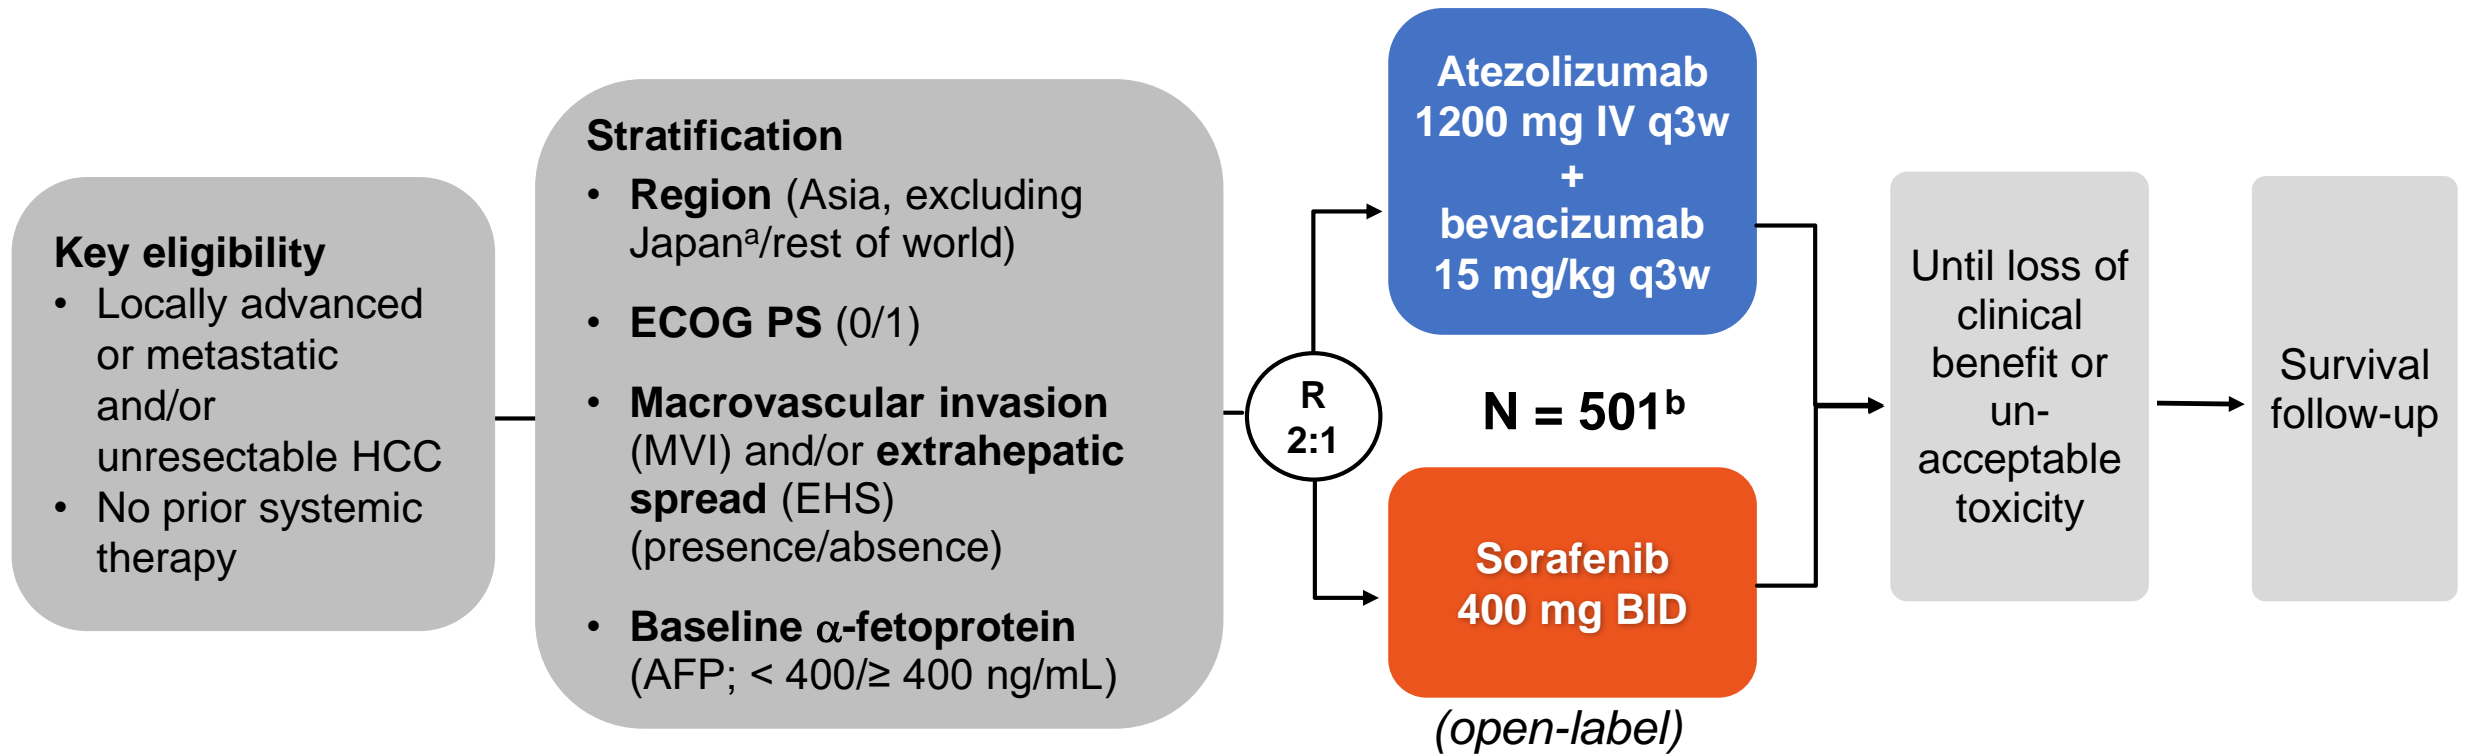 Key eligibility
• Locally advanced
or metastatic
and/or
unresectable HCC
• No prior systemic
therapy
Stratification
• Region (Asia, excluding
Japanᵃ/rest of world)
• ECOG PS (0/1)
• Macrovascular invasion
(MVI) and/or extrahepatic
spread (EHS)
(presence/absence)
• Baseline α-fetoprotein
(AFP; < 400/≥ 400 ng/mL)
R
2:1
Atezolizumab
1200 mg IV q3w
+
bevacizumab
15 mg/kg q3w
N = 501ᵇ
Sorafenib
400 mg BID
(open-label)
Until loss of
clinical
benefit or
un-
acceptable
toxicity
Survival
follow-up